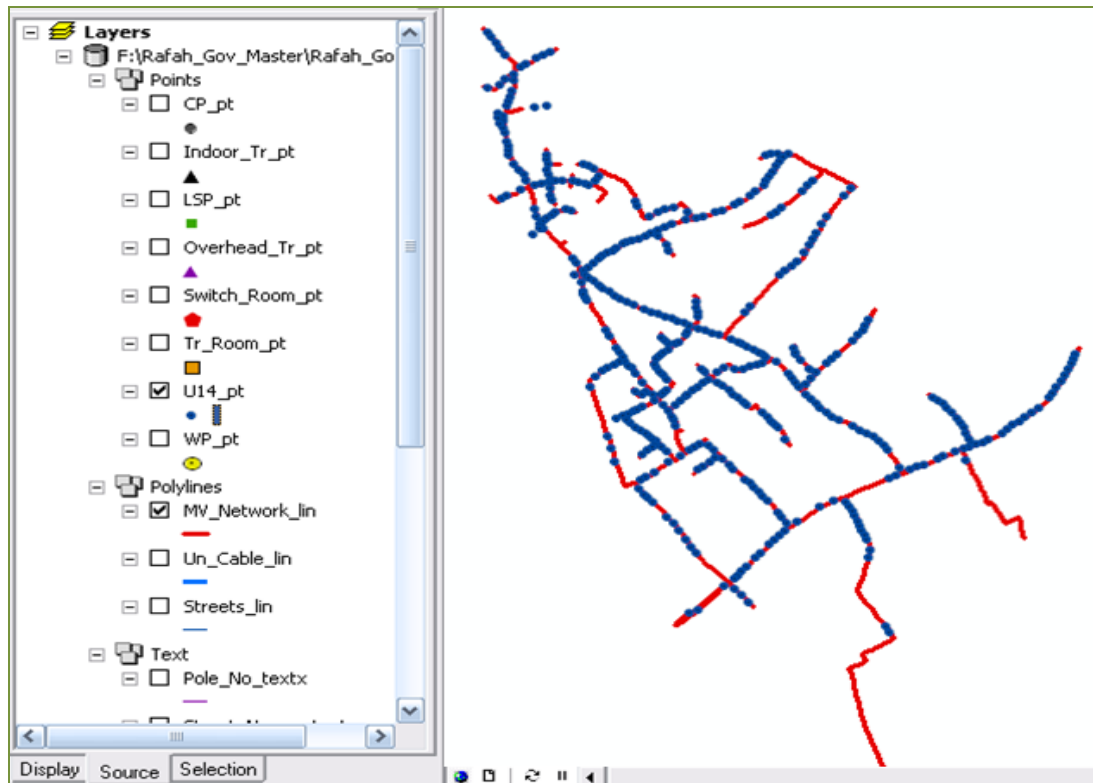 Layers
F:\Rafah_Gov_Master\Rafah_Go
Points
CP_pt
Indoor_Tr_pt
LSP_pt
Overhead_Tr_pt
Switch_Room_pt
Tr_Room_pt
U14_pt
WP_pt
Polylines
MV_Network_lin
Un_Cable_lin
Streets_lin
Text
Pole_No_textx
Display Source Selection